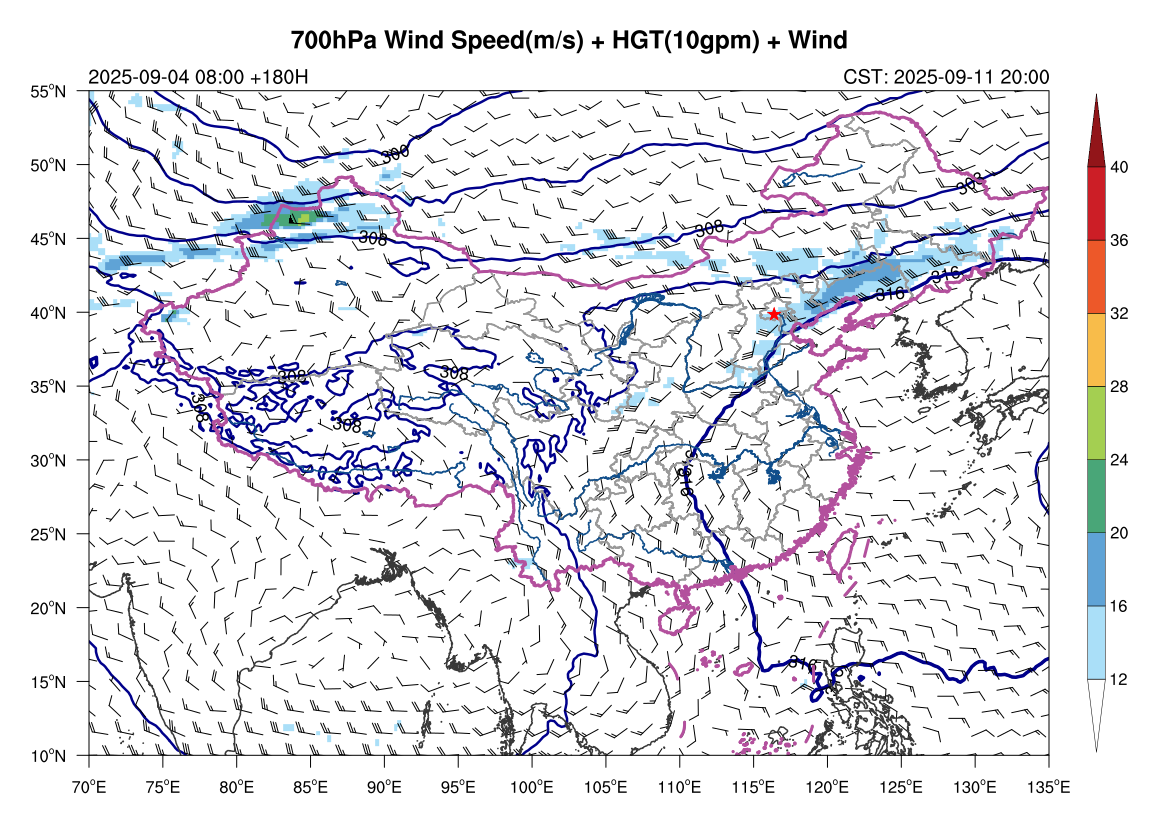 700hPa Wind Speed(m/s) + HGT(10gpm) + Wind
2025-09-04 08:00 +180H
CST: 2025-09-11 20:00
55°N
50°N
45°N
40°N
35°N
30°N
25°N
20°N
15°N
10°N
70°E
75°E
80°E
85°E
90°E
95°E
100°E
105°E
110°E
115°E
120°E
125°E
130°E
135°E
40
36
32
28
24
20
16
12
300
303
308
308
316
316
308
308
308
308
316
316